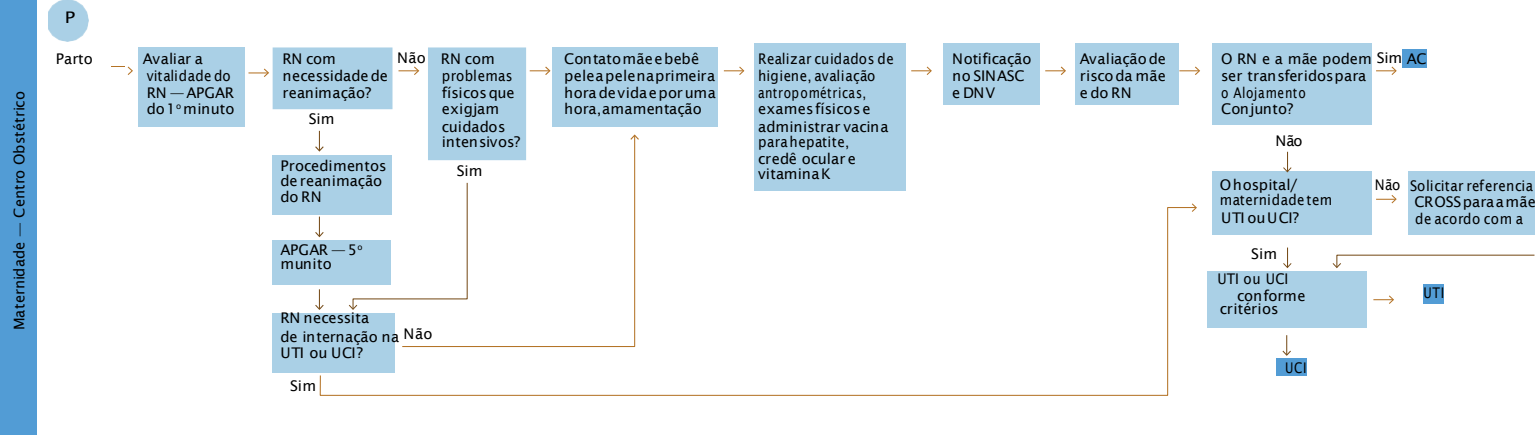 Maternidade — Centro Obstétrico
P
Parto
Avaliar a
vitalidade do
RN — APGAR
do 1º minuto
RN com
necessidade de
reanimação?
Não
Sim
Procedimentos
de reanimação
do RN
APGAR — 5º
munito
RN necessita
de internação na
UTI ou UCI?
Não
Sim
RN com
problemas
físicos que
exigjam
cuidados
intensivos?
Sim
Contato mãe e bebê
pele a pele na primeira
hora de vida e por uma
hora, amamentação
Realizar cuidados de
higiene, avaliação
antropométricas,
exames físicos e
administrar vacina
para hepatite,
credê ocular e
vitamina K
Notificação
no SINASC
e DNV
Avaliação de
risco da mãe
e do RN
O RN e a mãe podem
ser transferidos para
o Alojamento
Conjunto?
Sim
AC
Não
O hospital/
maternidade tem
UTI ou UCI?
Não
Solicitar referencia
CROSS para a mãe
de acordo com a
Sim
UTI ou UCI
conforme
critérios
UTI
UCI